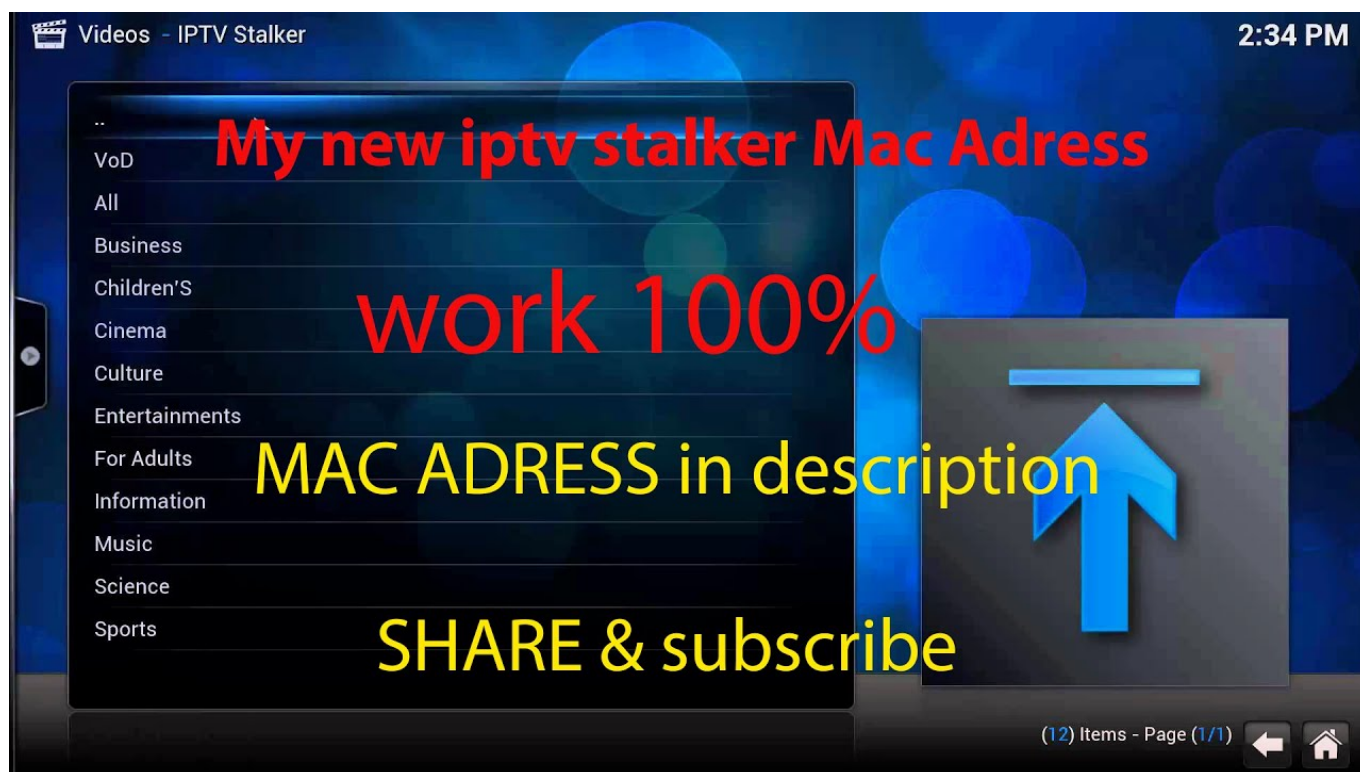 Videos - IPTV Stalker
2:34 PM
..
My new iptv stalker Mac Adress
VoD
All
Business
Children'S
work 100%
Cinema
Culture
Entertainments
For Adults
MAC ADRESS in description
Information
Music
Science
Sports
SHARE & subscribe
(12) Items - Page (1/1)